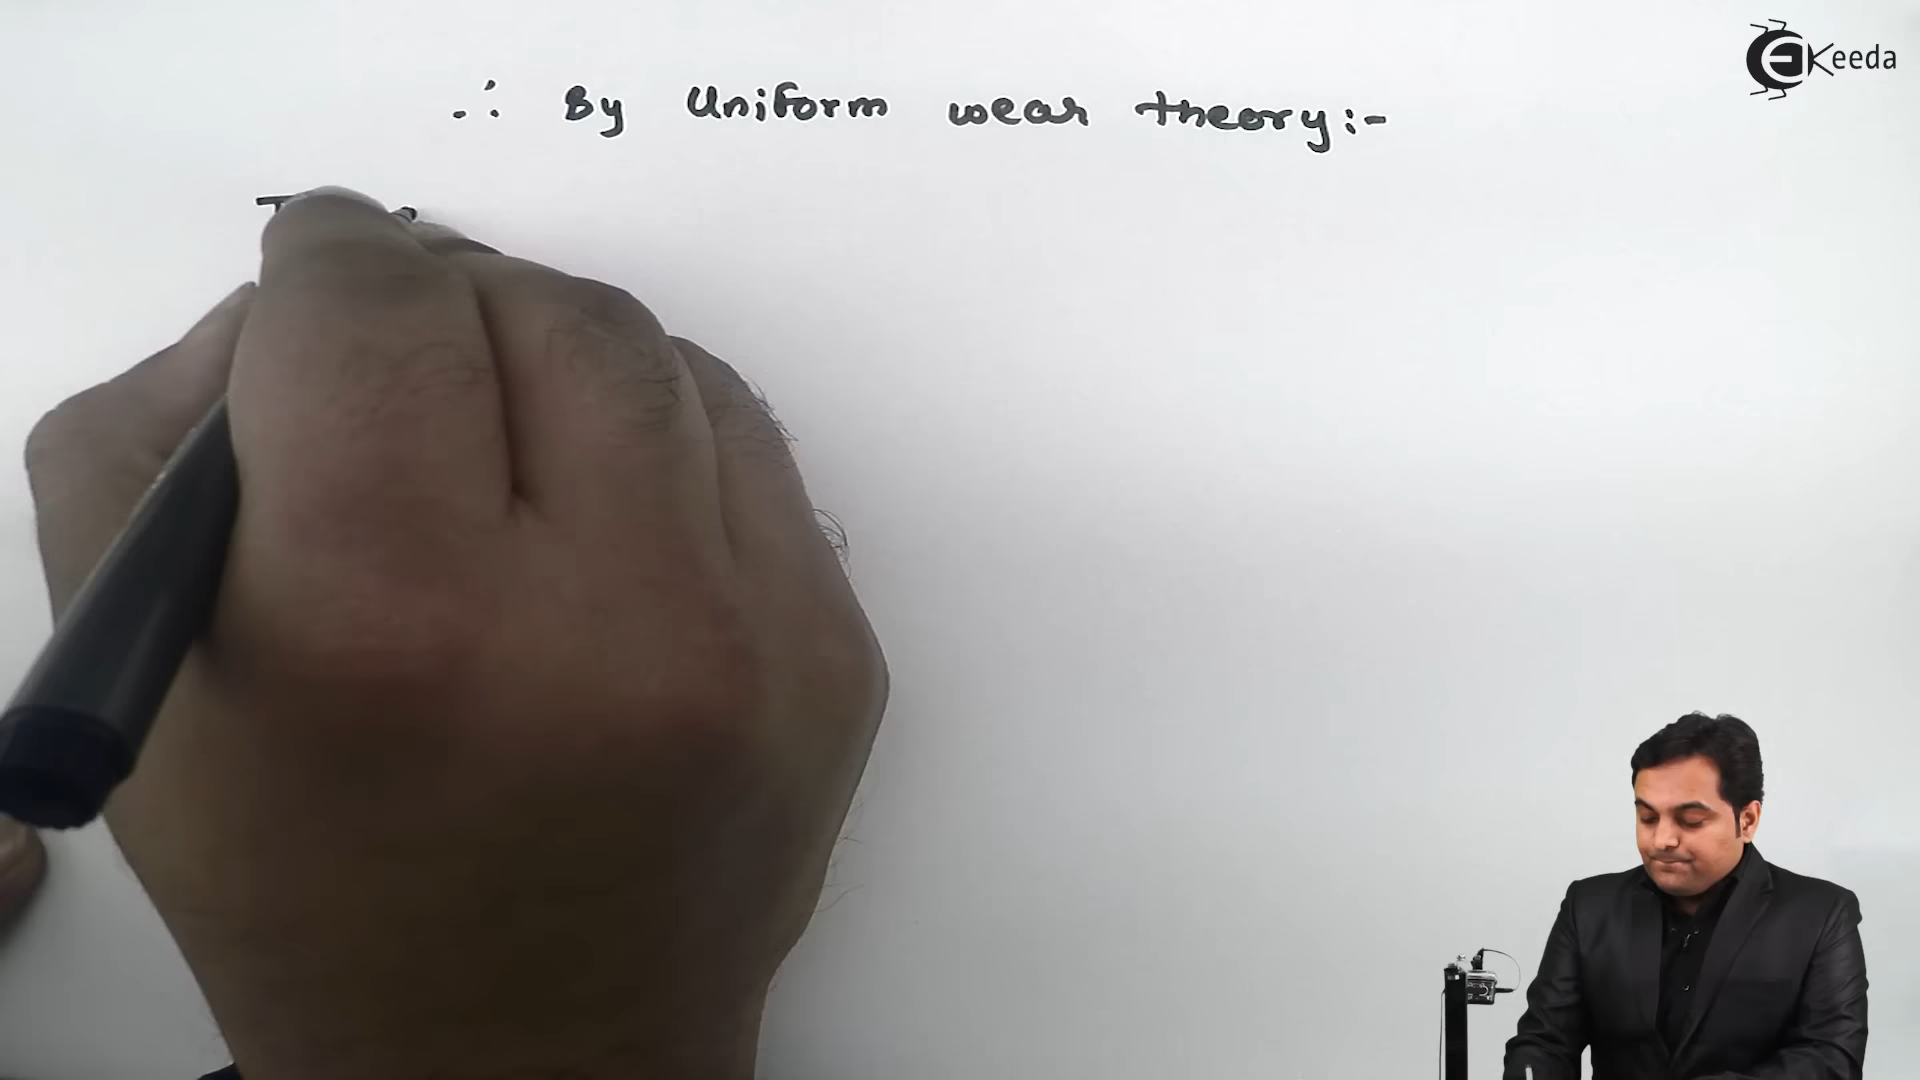 ∴ By Uniform wear theory:-
EKeeda